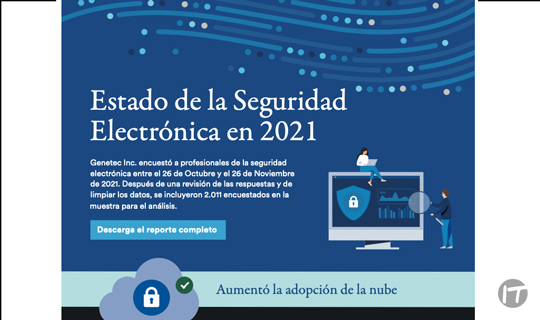 Estado de la Seguridad
Electrónica en 2021
Genetec Inc. encuestó a profesionales de la seguridad
electrónica entre el 26 de Octubre y el 26 de Noviembre
de 2021. Después de una revisión de las respuestas y de
limpiar los datos, se incluyeron 2.011 encuestados en la
muestra para el análisis.
Descarga el reporte completo
Aumentó la adopción de la nube
IT